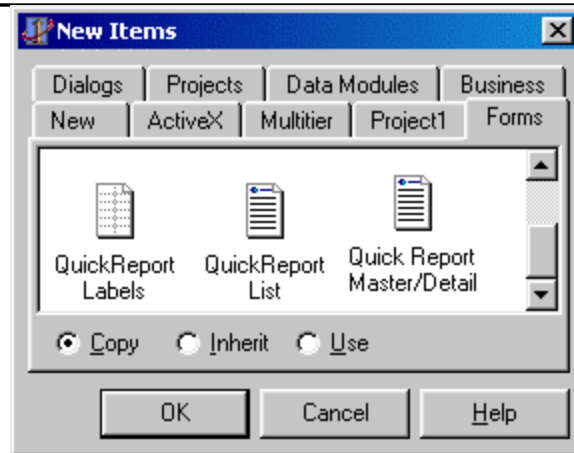 New Items
Dialogs Projects Data Modules Business
New ActiveX Multitier Project1 Forms
QuickReport Labels
QuickReport List
Quick Report Master/Detail
Copy Inherit Use
OK Cancel Help